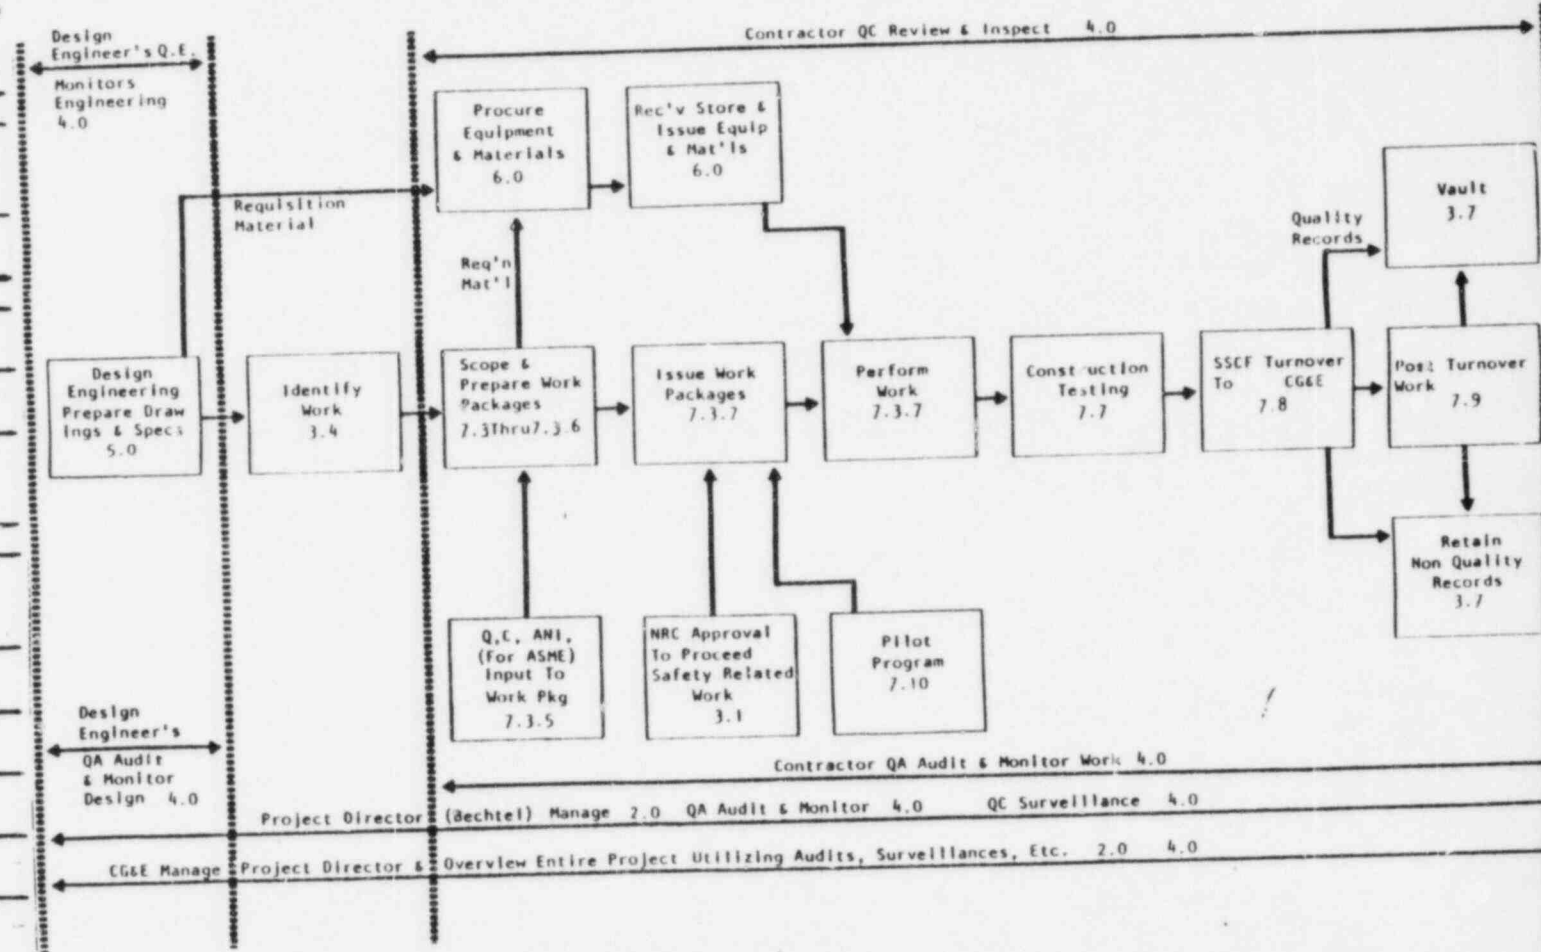 Design
Engineer's Q.E.
Monitors
Engineering
4.0
Contractor QC Review & Inspect 4.0
Procure
Equipment
& Materials
6.0
Rec'v Store &
Issue Equip
& Mat'ls
6.0
Vault
3.7
Requisition
Material
Quality
Records
Req'n
Mat'l
Design
Engineering
Prepare Draw
ings & Specs
5.0
Identify
Work
3.4
Scope &
Prepare Work
Packages
7.3Thru7.3.6
Issue Work
Packages
7.3.7
Perform
Work
7.3.7
Construction
Testing
7.7
SSCF Turnover
To CG&E
7.8
Post Turnover
Work
7.9
Retain
Non Quality
Records
3.7
Q,C, ANI,
(For ASME)
Input To
Work Pkg
7.3.5
NRC Approval
To Proceed
Safety Related
Work
3.1
Pilot
Program
7.10
Design
Engineer's
QA Audit
& Monitor
Design 4.0
Contractor QA Audit & Monitor Work 4.0
Project Director (Bechtel) Manage 2.0 QA Audit & Monitor 4.0 QC Surveillance 4.0
CG&E Manage Project Director & Overview Entire Project Utilizing Audits, Surveillances, Etc. 2.0 4.0